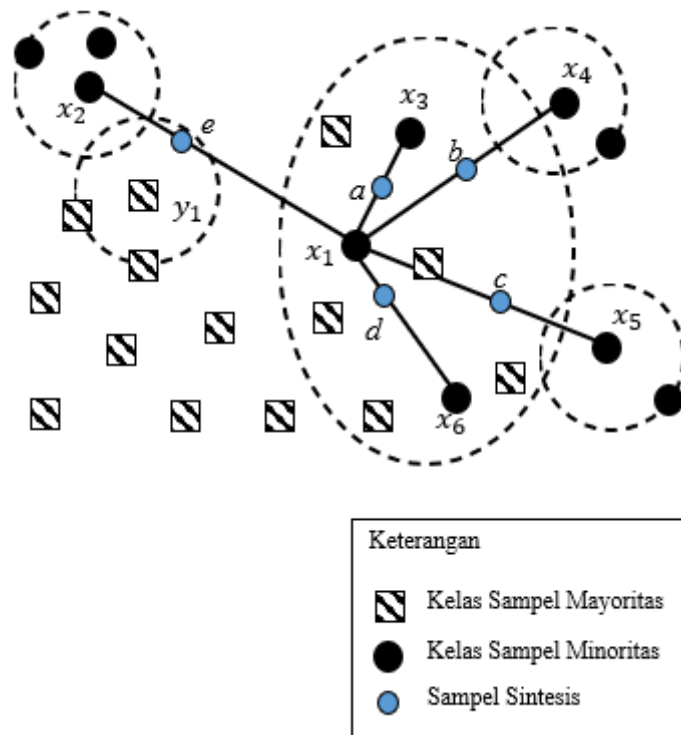 x₂
e
x₃
x₄
b
y₁
a
x₁
c
d
x₅
x₆
Keterangan
Kelas Sampel Mayoritas
Kelas Sampel Minoritas
Sampel Sintesis